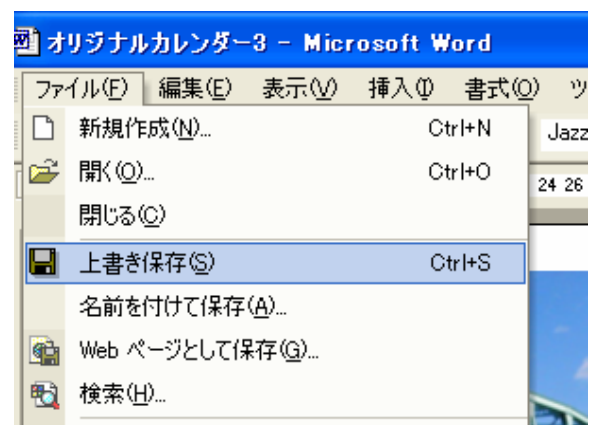 オリジナルカレンダー3 - Microsoft Word
ファイル(F) 編集(E) 表示(V) 挿入(I) 書式(O) ツ
新規作成(N)... Ctrl+N Jazz
開く(O)... Ctrl+O
24 26
閉じる(C)
上書き保存(S) Ctrl+S
名前を付けて保存(A)...
Web ページとして保存(G)...
検索(H)...